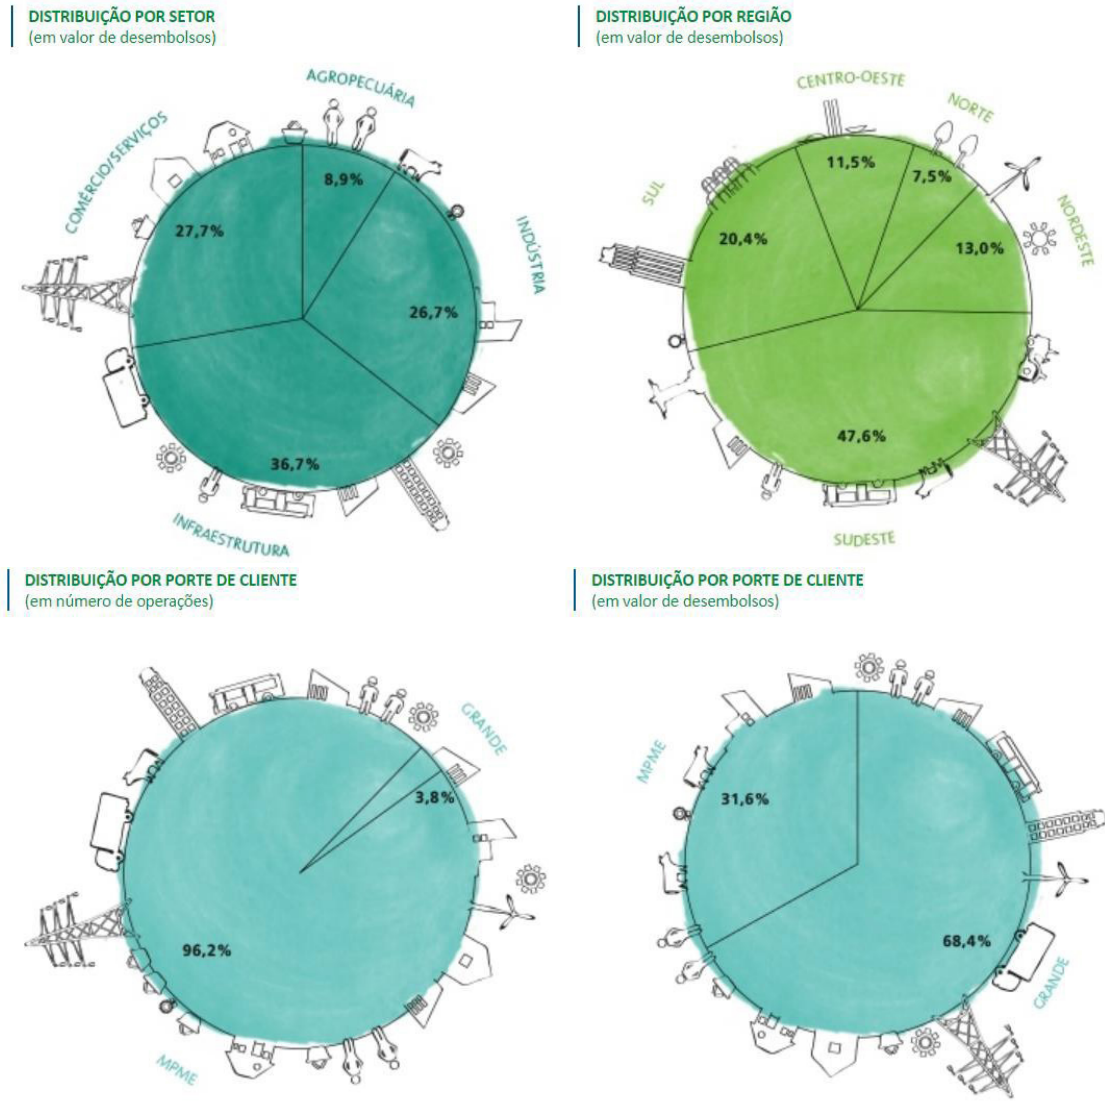 DISTRIBUIÇÃO POR SETOR
(em valor de desembolsos)
AGROPECUÁRIA
COMÉRCIO/SERVIÇOS
8,9%
27,7%
INDÚSTRIA
26,7%
36,7%
INFRAESTRUTURA
DISTRIBUIÇÃO POR REGIÃO
(em valor de desembolsos)
CENTRO-OESTE
NORTE
11,5%
7,5%
SUL
NORDESTE
20,4%
13,0%
47,6%
SUDESTE
DISTRIBUIÇÃO POR PORTE DE CLIENTE
(em número de operações)
GRANDE
3,8%
96,2%
MPME
DISTRIBUIÇÃO POR PORTE DE CLIENTE
(em valor de desembolsos)
MPME
31,6%
68,4%
GRANDE